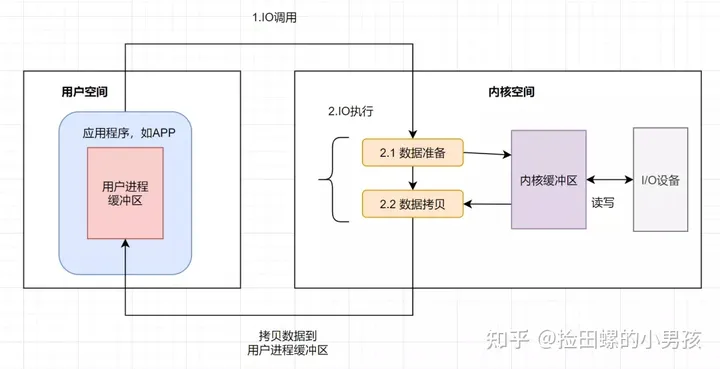 1.IO调用
用户空间
内核空间
应用程序，如APP
用户进程
缓冲区
2.IO执行
2.1 数据准备
2.2 数据拷贝
内核缓冲区
I/O设备
读写
拷贝数据到
用户进程缓冲区
知乎 @捡田螺的小男孩